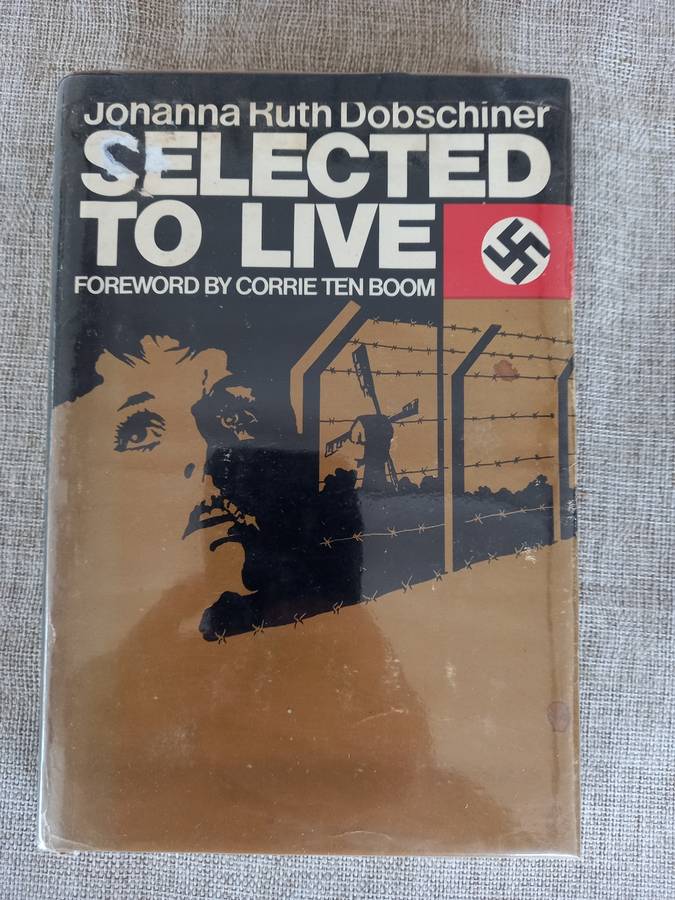 Johanna Ruth Dobschiner
SELECTED
TO LIVE
FOREWORD BY CORRIE TEN BOOM